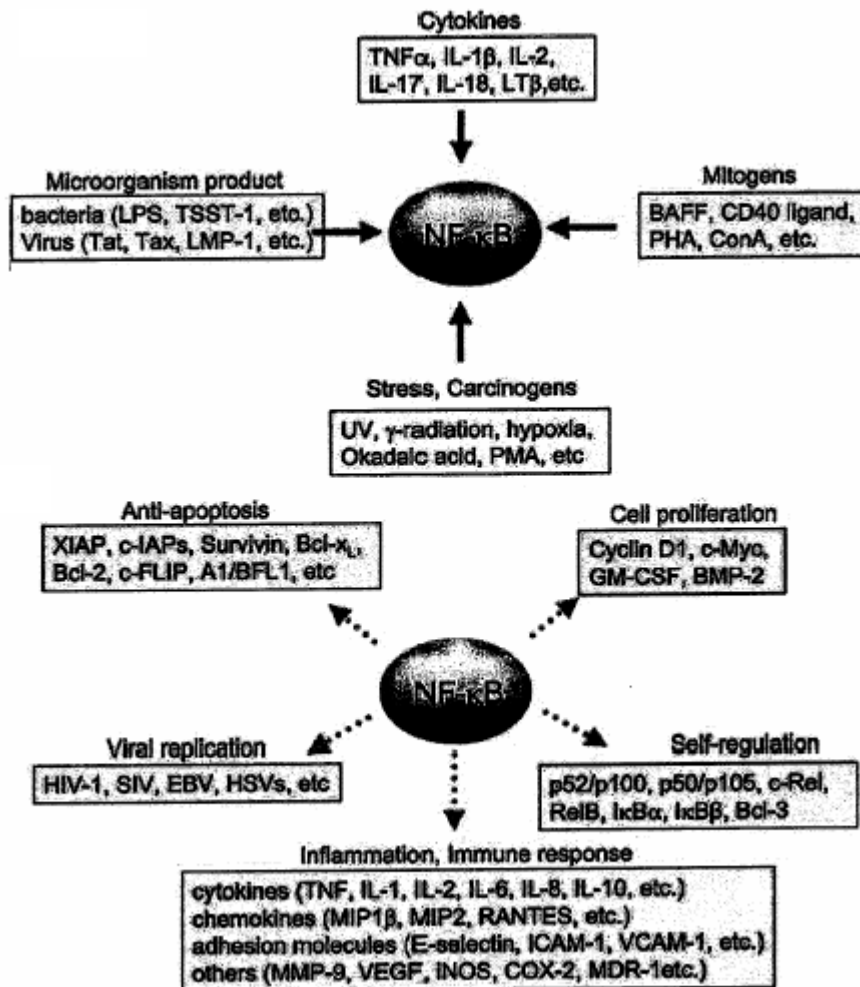 Cytokines
TNFα, IL-1β, IL-2,
IL-17, IL-18, LTβ,etc.
Microorganism product
bacteria (LPS, TSST-1, etc.)
Virus (Tat, Tax, LMP-1, etc.)
NF-κB
Mitogens
BAFF, CD40 ligand,
PHA, ConA, etc.
Stress, Carcinogens
UV, γ-radiation, hypoxia,
Okadaic acid, PMA, etc
Anti-apoptosis
XIAP, c-IAPs, Survivin, Bcl-xL,
Bcl-2, c-FLIP, A1/BFL1, etc
Cell proliferation
Cyclin D1, c-Myc,
GM-CSF, BMP-2
NF-κB
Viral replication
HIV-1, SIV, EBV, HSVs, etc
Self-regulation
p52/p100, p50/p105, c-Rel,
RelB, IκBα, IκBβ, Bcl-3
Inflammation, Immune response
cytokines (TNF, IL-1, IL-2, IL-6, IL-8, IL-10, etc.)
chemokines (MIP1β, MIP2, RANTES, etc.)
adhesion molecules (E-selectin, ICAM-1, VCAM-1, etc.)
others (MMP-9, VEGF, iNOS, COX-2, MDR-1etc.)